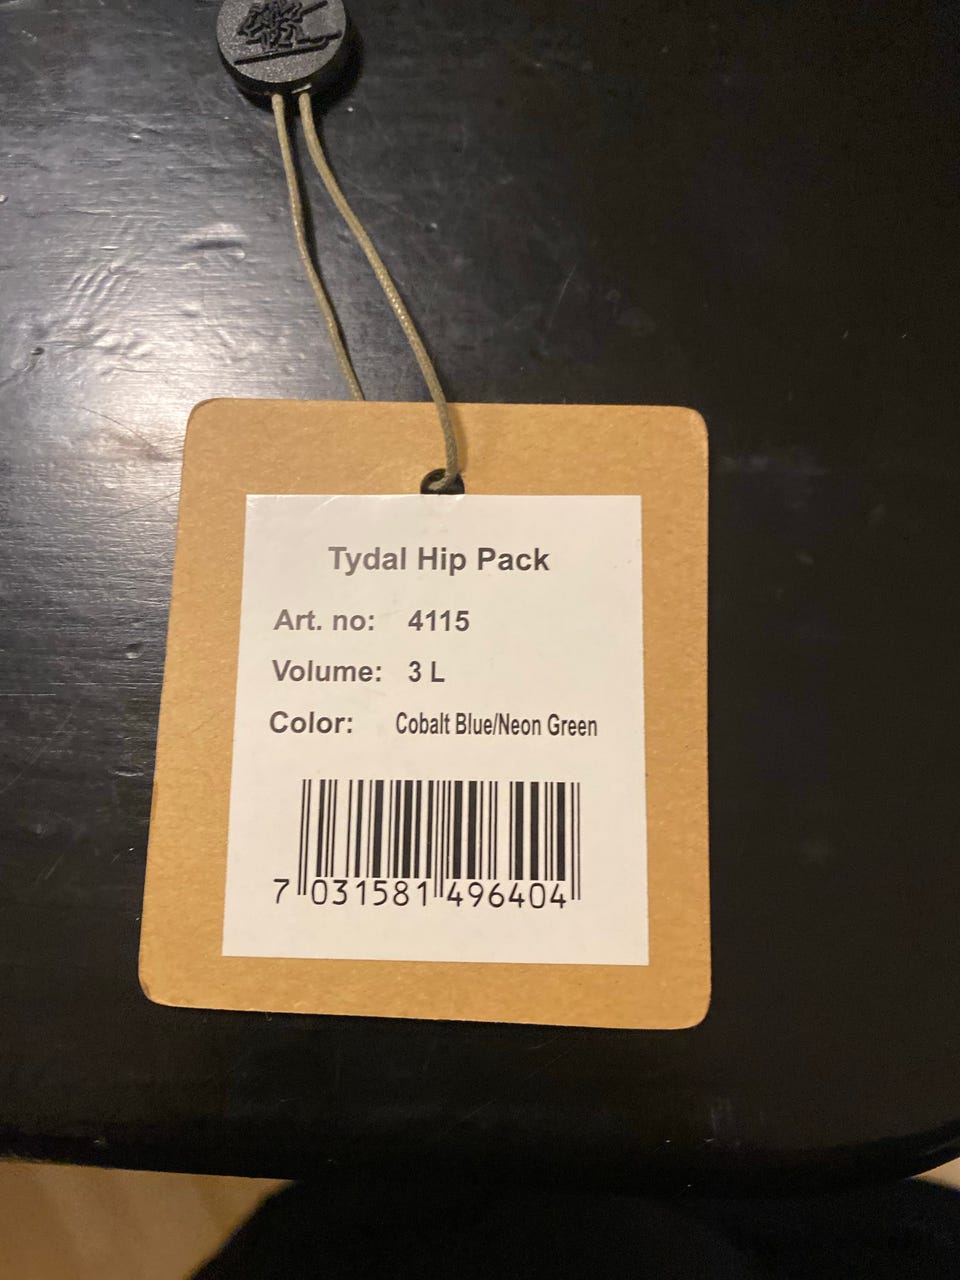 Tydal Hip Pack
Art. no: 4115
Volume: 3 L
Color: Cobalt Blue/Neon Green
7 031581 496404